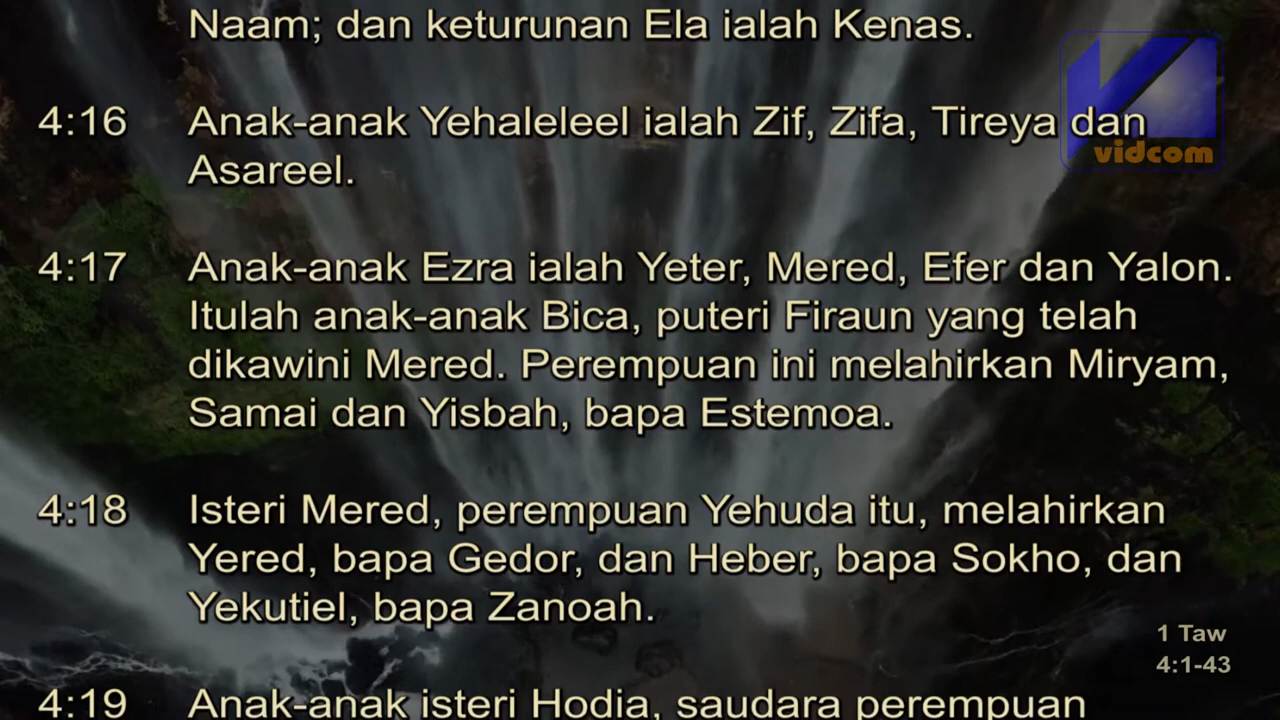 Naam; dan keturunan Ela ialah Kenas.
4:16 Anak-anak Yehaleleel ialah Zif, Zifa, Tireya dan
Asareel.
vidcom
4:17 Anak-anak Ezra ialah Yeter, Mered, Efer dan Yalon.
Itulah anak-anak Bica, puteri Firaun yang telah
dikawini Mered. Perempuan ini melahirkan Miryam,
Samai dan Yisbah, bapa Estemoa.
4:18 Isteri Mered, perempuan Yehuda itu, melahirkan
Yered, bapa Gedor, dan Heber, bapa Sokho, dan
Yekutiel, bapa Zanoah.
1 Taw
4:1-43
4:19 Anak-anak isteri Hodia, saudara perempuan